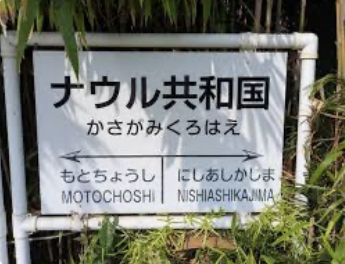 ナウル共和国
かさがみくろはえ
もとちょうし にしあしかじま
MOTOCHOSHI NISHIASHIKAJIMA